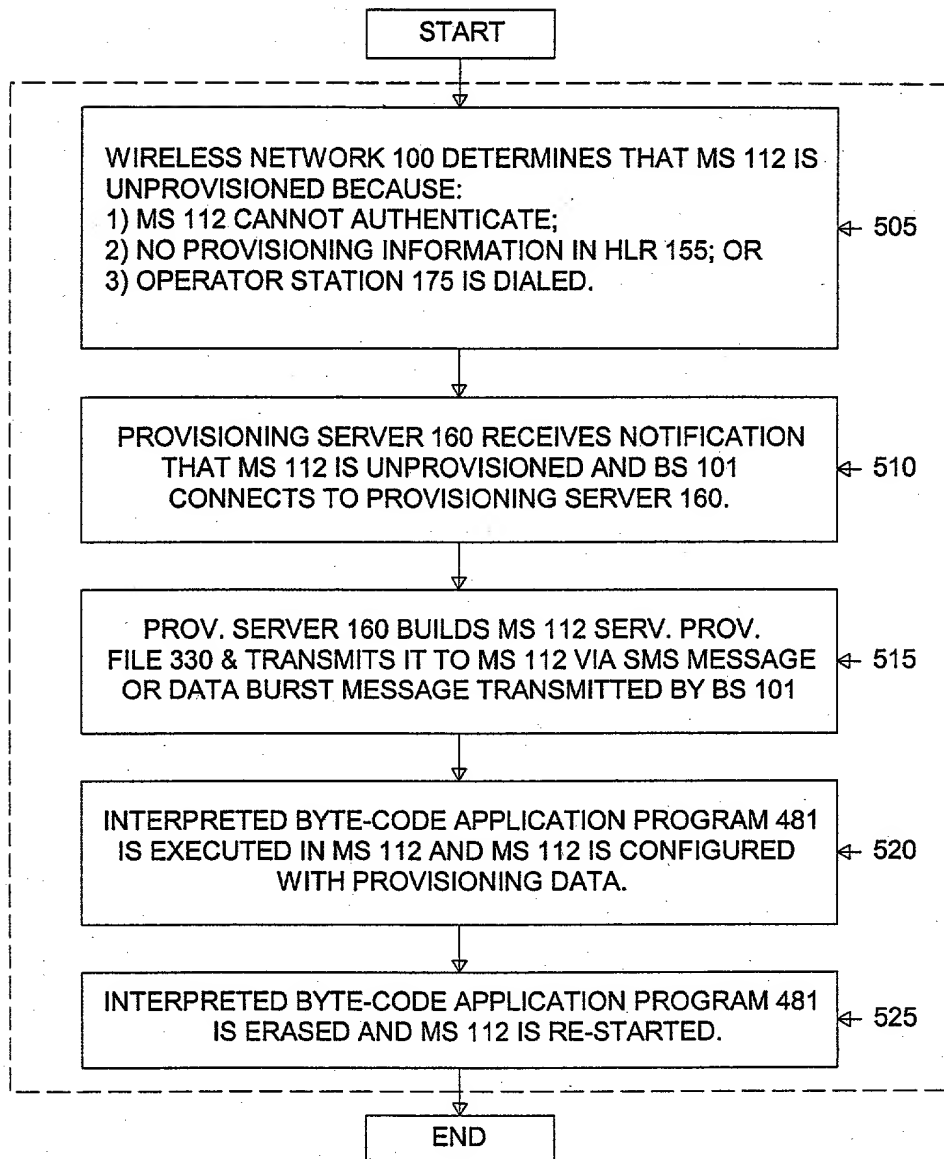 START
WIRELESS NETWORK 100 DETERMINES THAT MS 112 IS
UNPROVISIONED BECAUSE:
1) MS 112 CANNOT AUTHENTICATE;
2) NO PROVISIONING INFORMATION IN HLR 155; OR
3) OPERATOR STATION 175 IS DIALED.
505
PROVISIONING SERVER 160 RECEIVES NOTIFICATION
THAT MS 112 IS UNPROVISIONED AND BS 101
CONNECTS TO PROVISIONING SERVER 160.
510
PROV. SERVER 160 BUILDS MS 112 SERV. PROV.
FILE 330 & TRANSMITS IT TO MS 112 VIA SMS MESSAGE
OR DATA BURST MESSAGE TRANSMITTED BY BS 101
515
INTERPRETED BYTE-CODE APPLICATION PROGRAM 481
IS EXECUTED IN MS 112 AND MS 112 IS CONFIGURED
WITH PROVISIONING DATA.
520
INTERPRETED BYTE-CODE APPLICATION PROGRAM 481
IS ERASED AND MS 112 IS RE-STARTED.
525
END